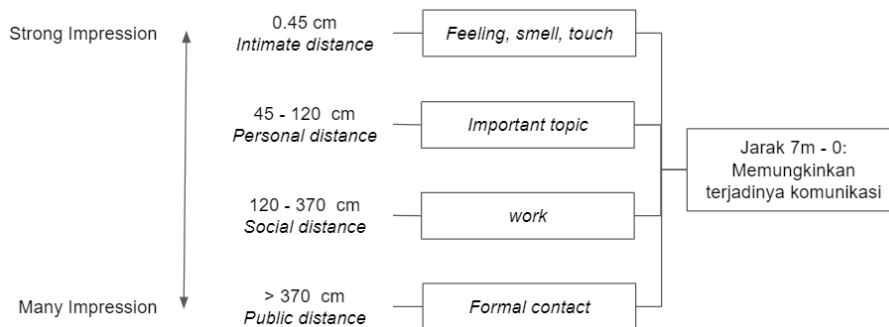 Strong Impression
0.45 cm
Intimate distance
Feeling, smell, touch
45 - 120 cm
Personal distance
Important topic
Jarak 7m - 0:
Memungkinkan
terjadinya komunikasi
120 - 370 cm
Social distance
work
Many Impression
> 370 cm
Public distance
Formal contact